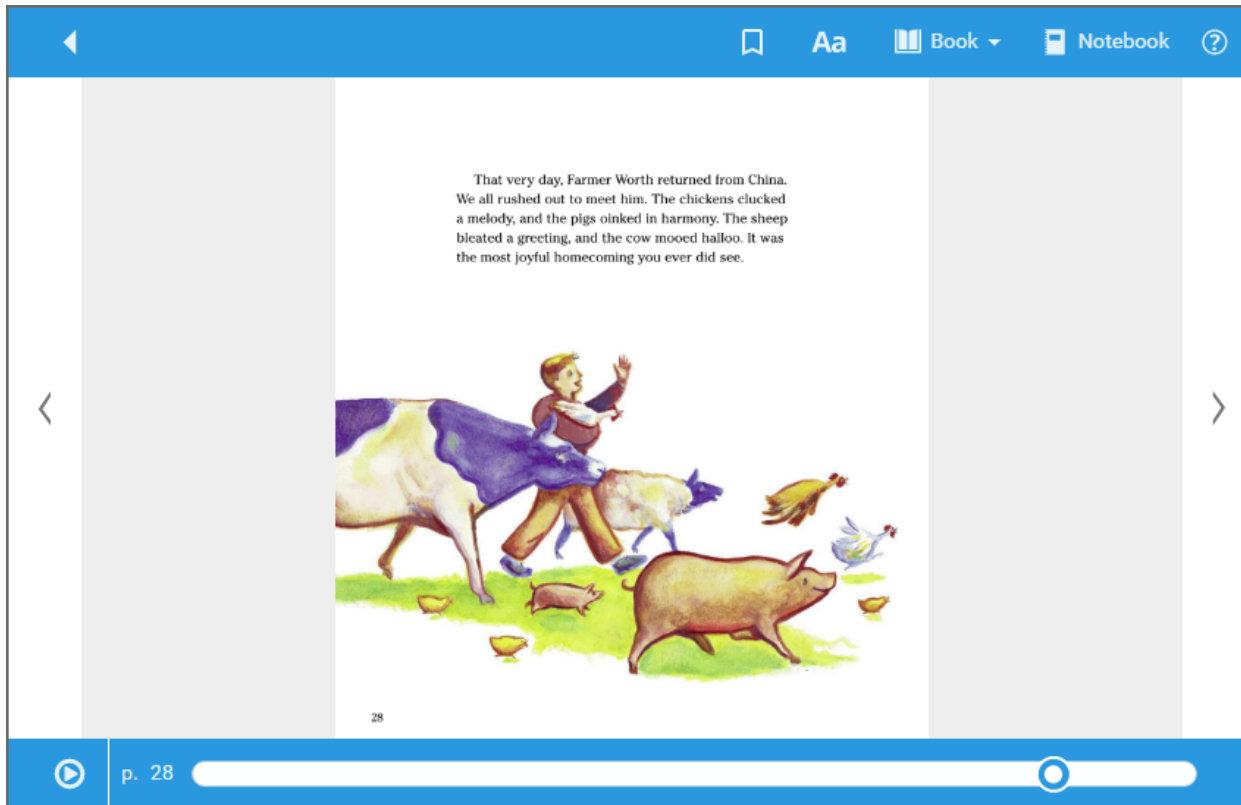 Aa
Book
Notebook
?
That very day, Farmer Worth returned from China.
We all rushed out to meet him. The chickens clucked
a melody, and the pigs oinked in harmony. The sheep
bleated a greeting, and the cow mooed halloo. It was
the most joyful homecoming you ever did see.
28
p. 28